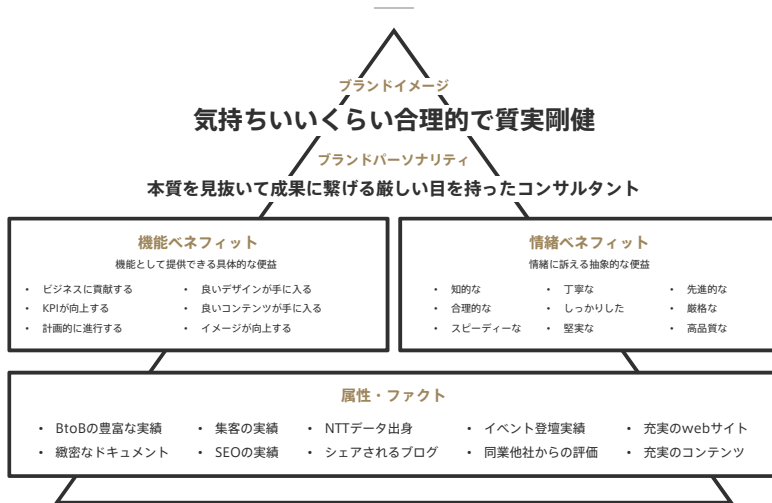 ブランドイメージ
気持ちいいくらい合理的で質実剛健
ブランドパーソナリティ
本質を見抜いて成果に繋げる厳しい目を持ったコンサルタント
機能ベネフィット
機能として提供できる具体的な便益
• ビジネスに貢献する • 良いデザインが手に入る
• KPIが向上する • 良いコンテンツが手に入る
• 計画的に進行する • イメージが向上する
情緒ベネフィット
情緒に訴える抽象的な便益
• 知的な • 丁寧な • 先進的な
• 合理的な • しっかりした • 厳格な
• スピーディーな • 堅実な • 高品質な
属性・ファクト
• BtoBの豊富な実績 • 集客の実績 • NTTデータ出身 • イベント登壇実績 • 充実のwebサイト
• 緻密なドキュメント • SEOの実績 • シェアされるブログ • 同業他社からの評価 • 充実のコンテンツ